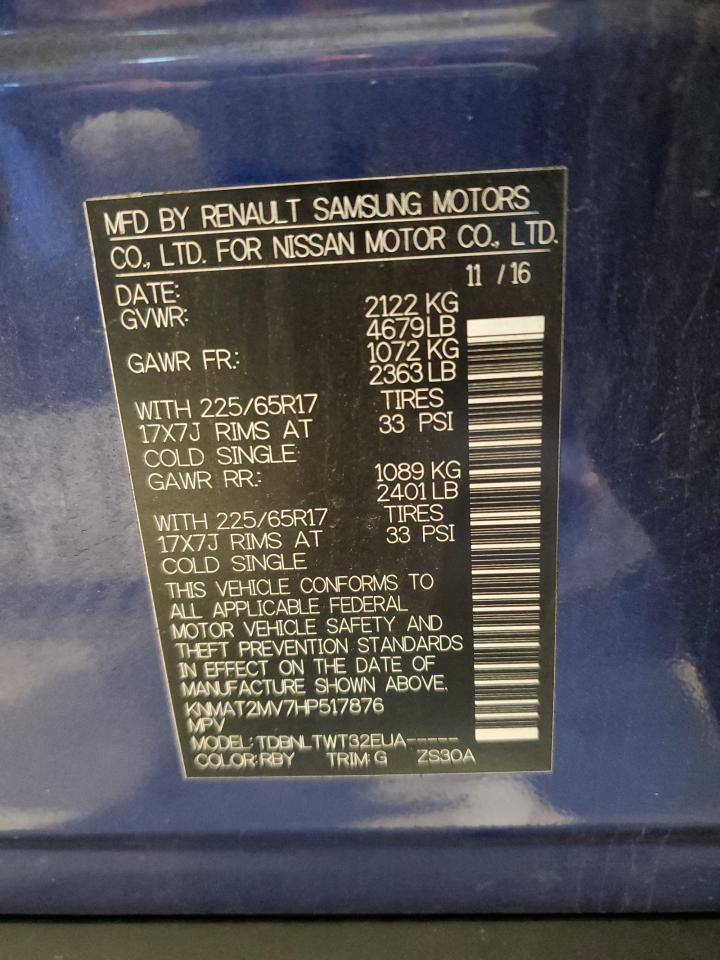 MFD BY RENAULT SAMSUNG MOTORS
CO., LTD. FOR NISSAN MOTOR CO., LTD.
DATE: 11 / 16
GVWR: 2122 KG
4679 LB
GAWR FR.: 1072 KG
2363 LB
WITH 225/65R17 TIRES
17X7J RIMS AT 33 PSI
COLD SINGLE
GAWR RR.: 1089 KG
2401 LB
WITH 225/65R17 TIRES
17X7J RIMS AT 33 PSI
COLD SINGLE
THIS VEHICLE CONFORMS TO
ALL APPLICABLE FEDERAL
MOTOR VEHICLE SAFETY AND
THEFT PREVENTION STANDARDS
IN EFFECT ON THE DATE OF
MANUFACTURE SHOWN ABOVE.
KNMAT2MV7HP517876
MPV
MODEL: TDBNLTWT32EUA-----
COLOR: RBY TRIM: G ZS30A